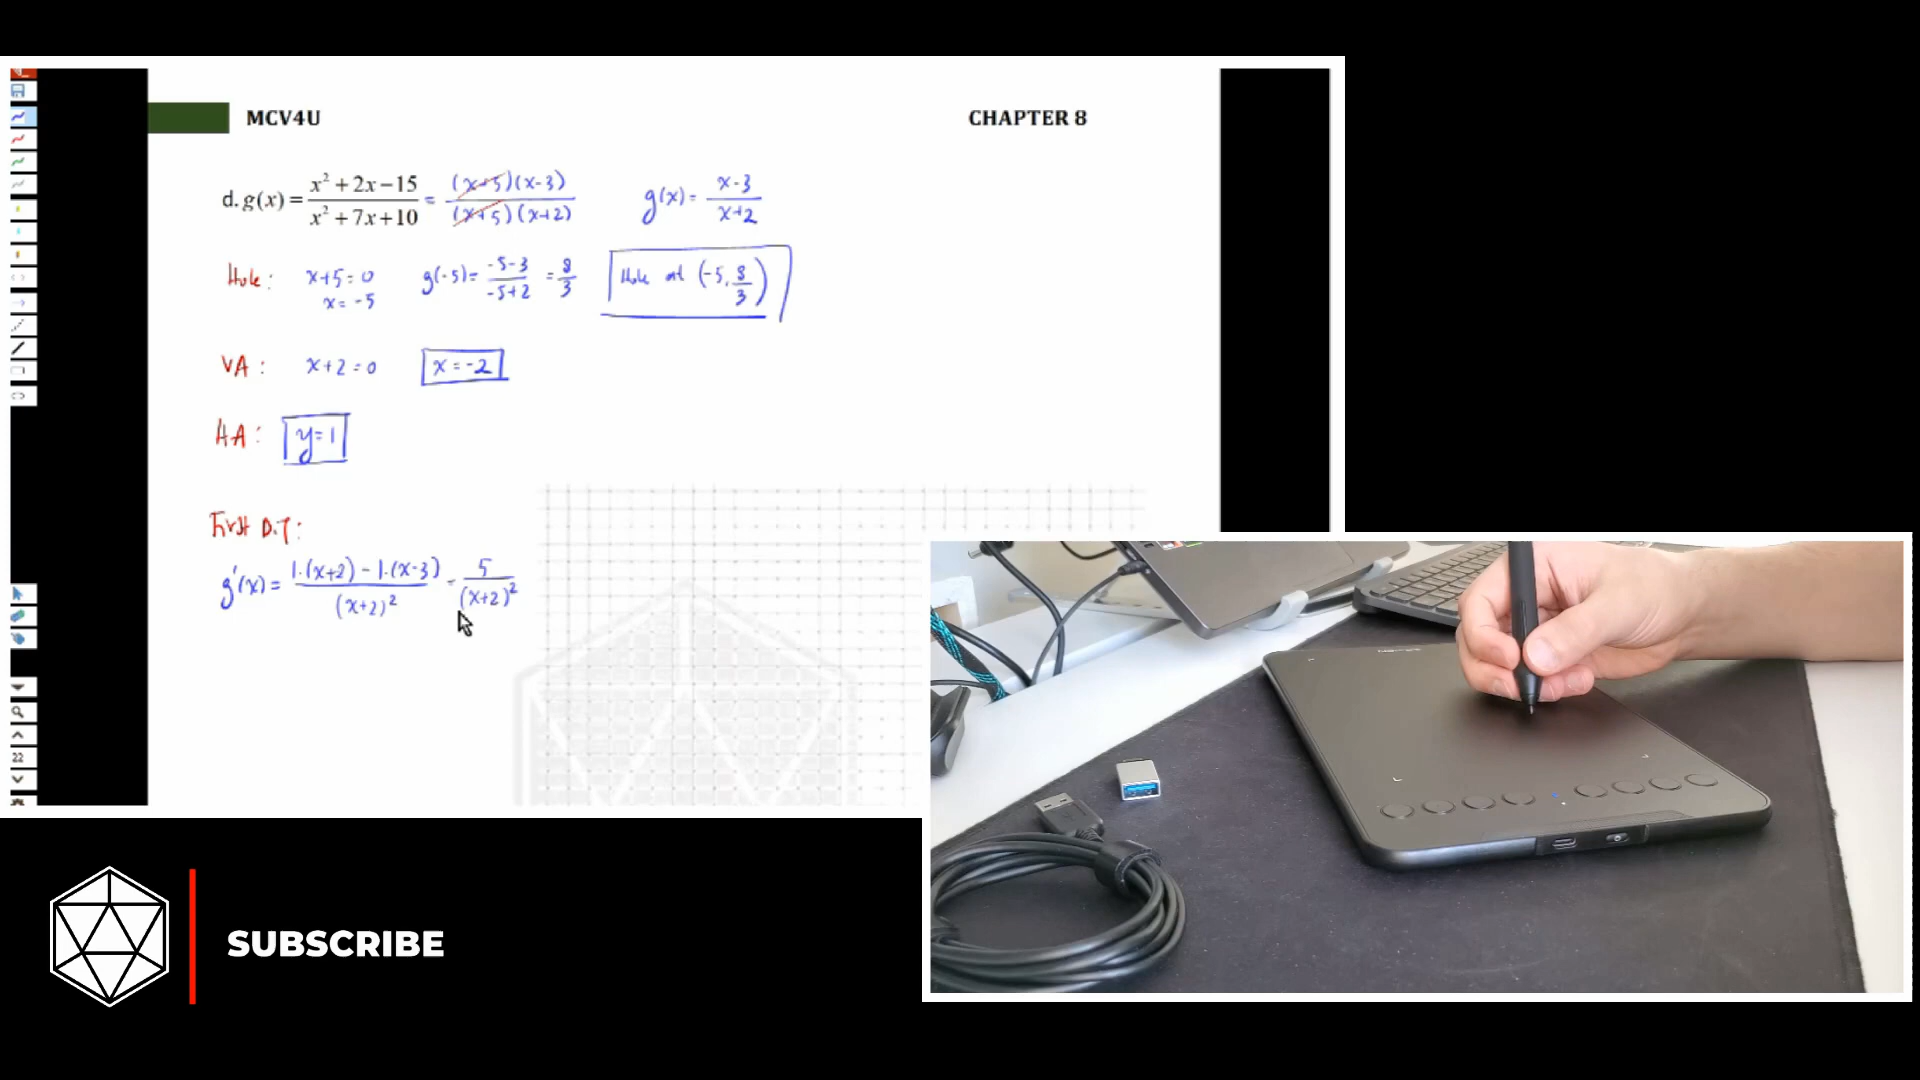 MCV4U CHAPTER 8
d. g(x) = x² + 2x − 15 / x² + 7x + 10 = (x+5)(x-3) / (x+5)(x+2) g(x) = x-3 / x+2
Hole: x+5=0 g(-5) = -5-3 / -5+2 = 8/3 Hole at (-5, 8/3)
x = -5
VA: x+2=0 x = -2
HA: y=1
First D.T:
g'(x) = 1·(x+2) - 1·(x-3) / (x+2)² = 5 / (x+2)²
22
SUBSCRIBE